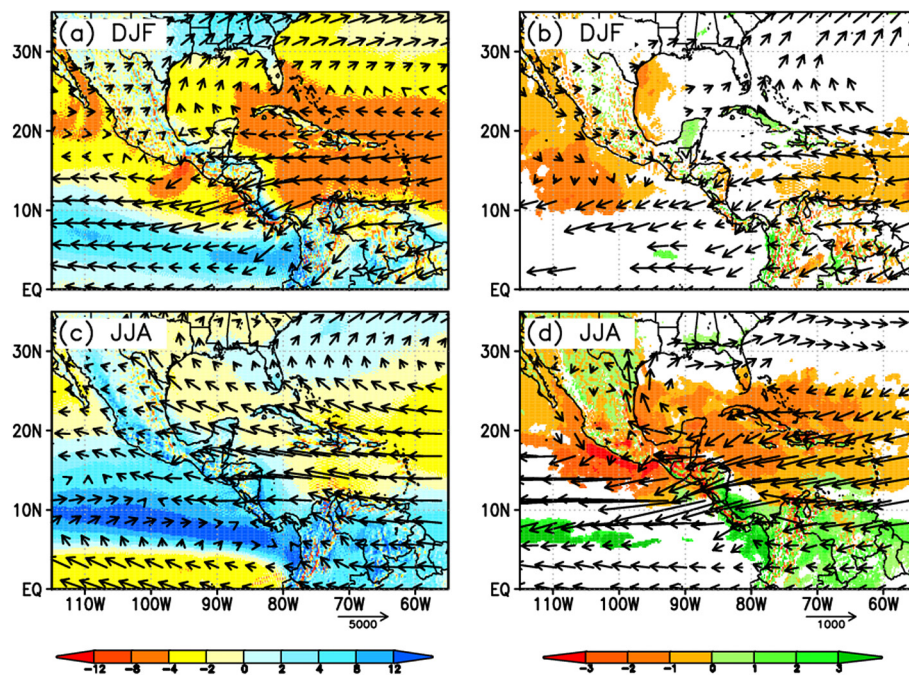 (a) DJF
(b) DJF
30N
20N
10N
EQ
30N
20N
10N
EQ
(c) JJA
(d) JJA
30N
20N
10N
EQ
30N
20N
10N
EQ
110W 100W 90W 80W 70W 60W
110W 100W 90W 80W 70W 60W
5000
1000
-12 -8 -4 -2 0 2 4 8 12
-3 -2 -1 0 1 2 3